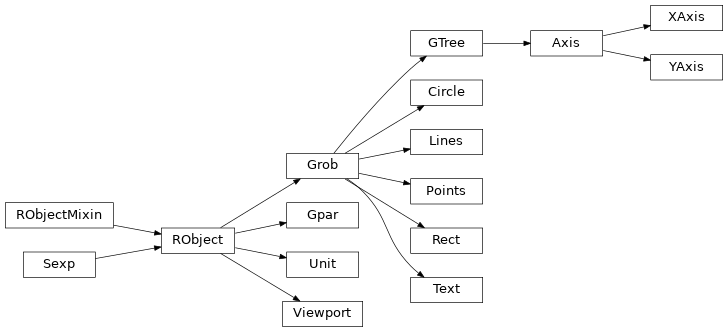 XAxis
GTree
Axis
YAxis
Circle
Lines
Grob
Points
RObjectMixin
Gpar
RObject
Rect
Sexp
Unit
Text
Viewport